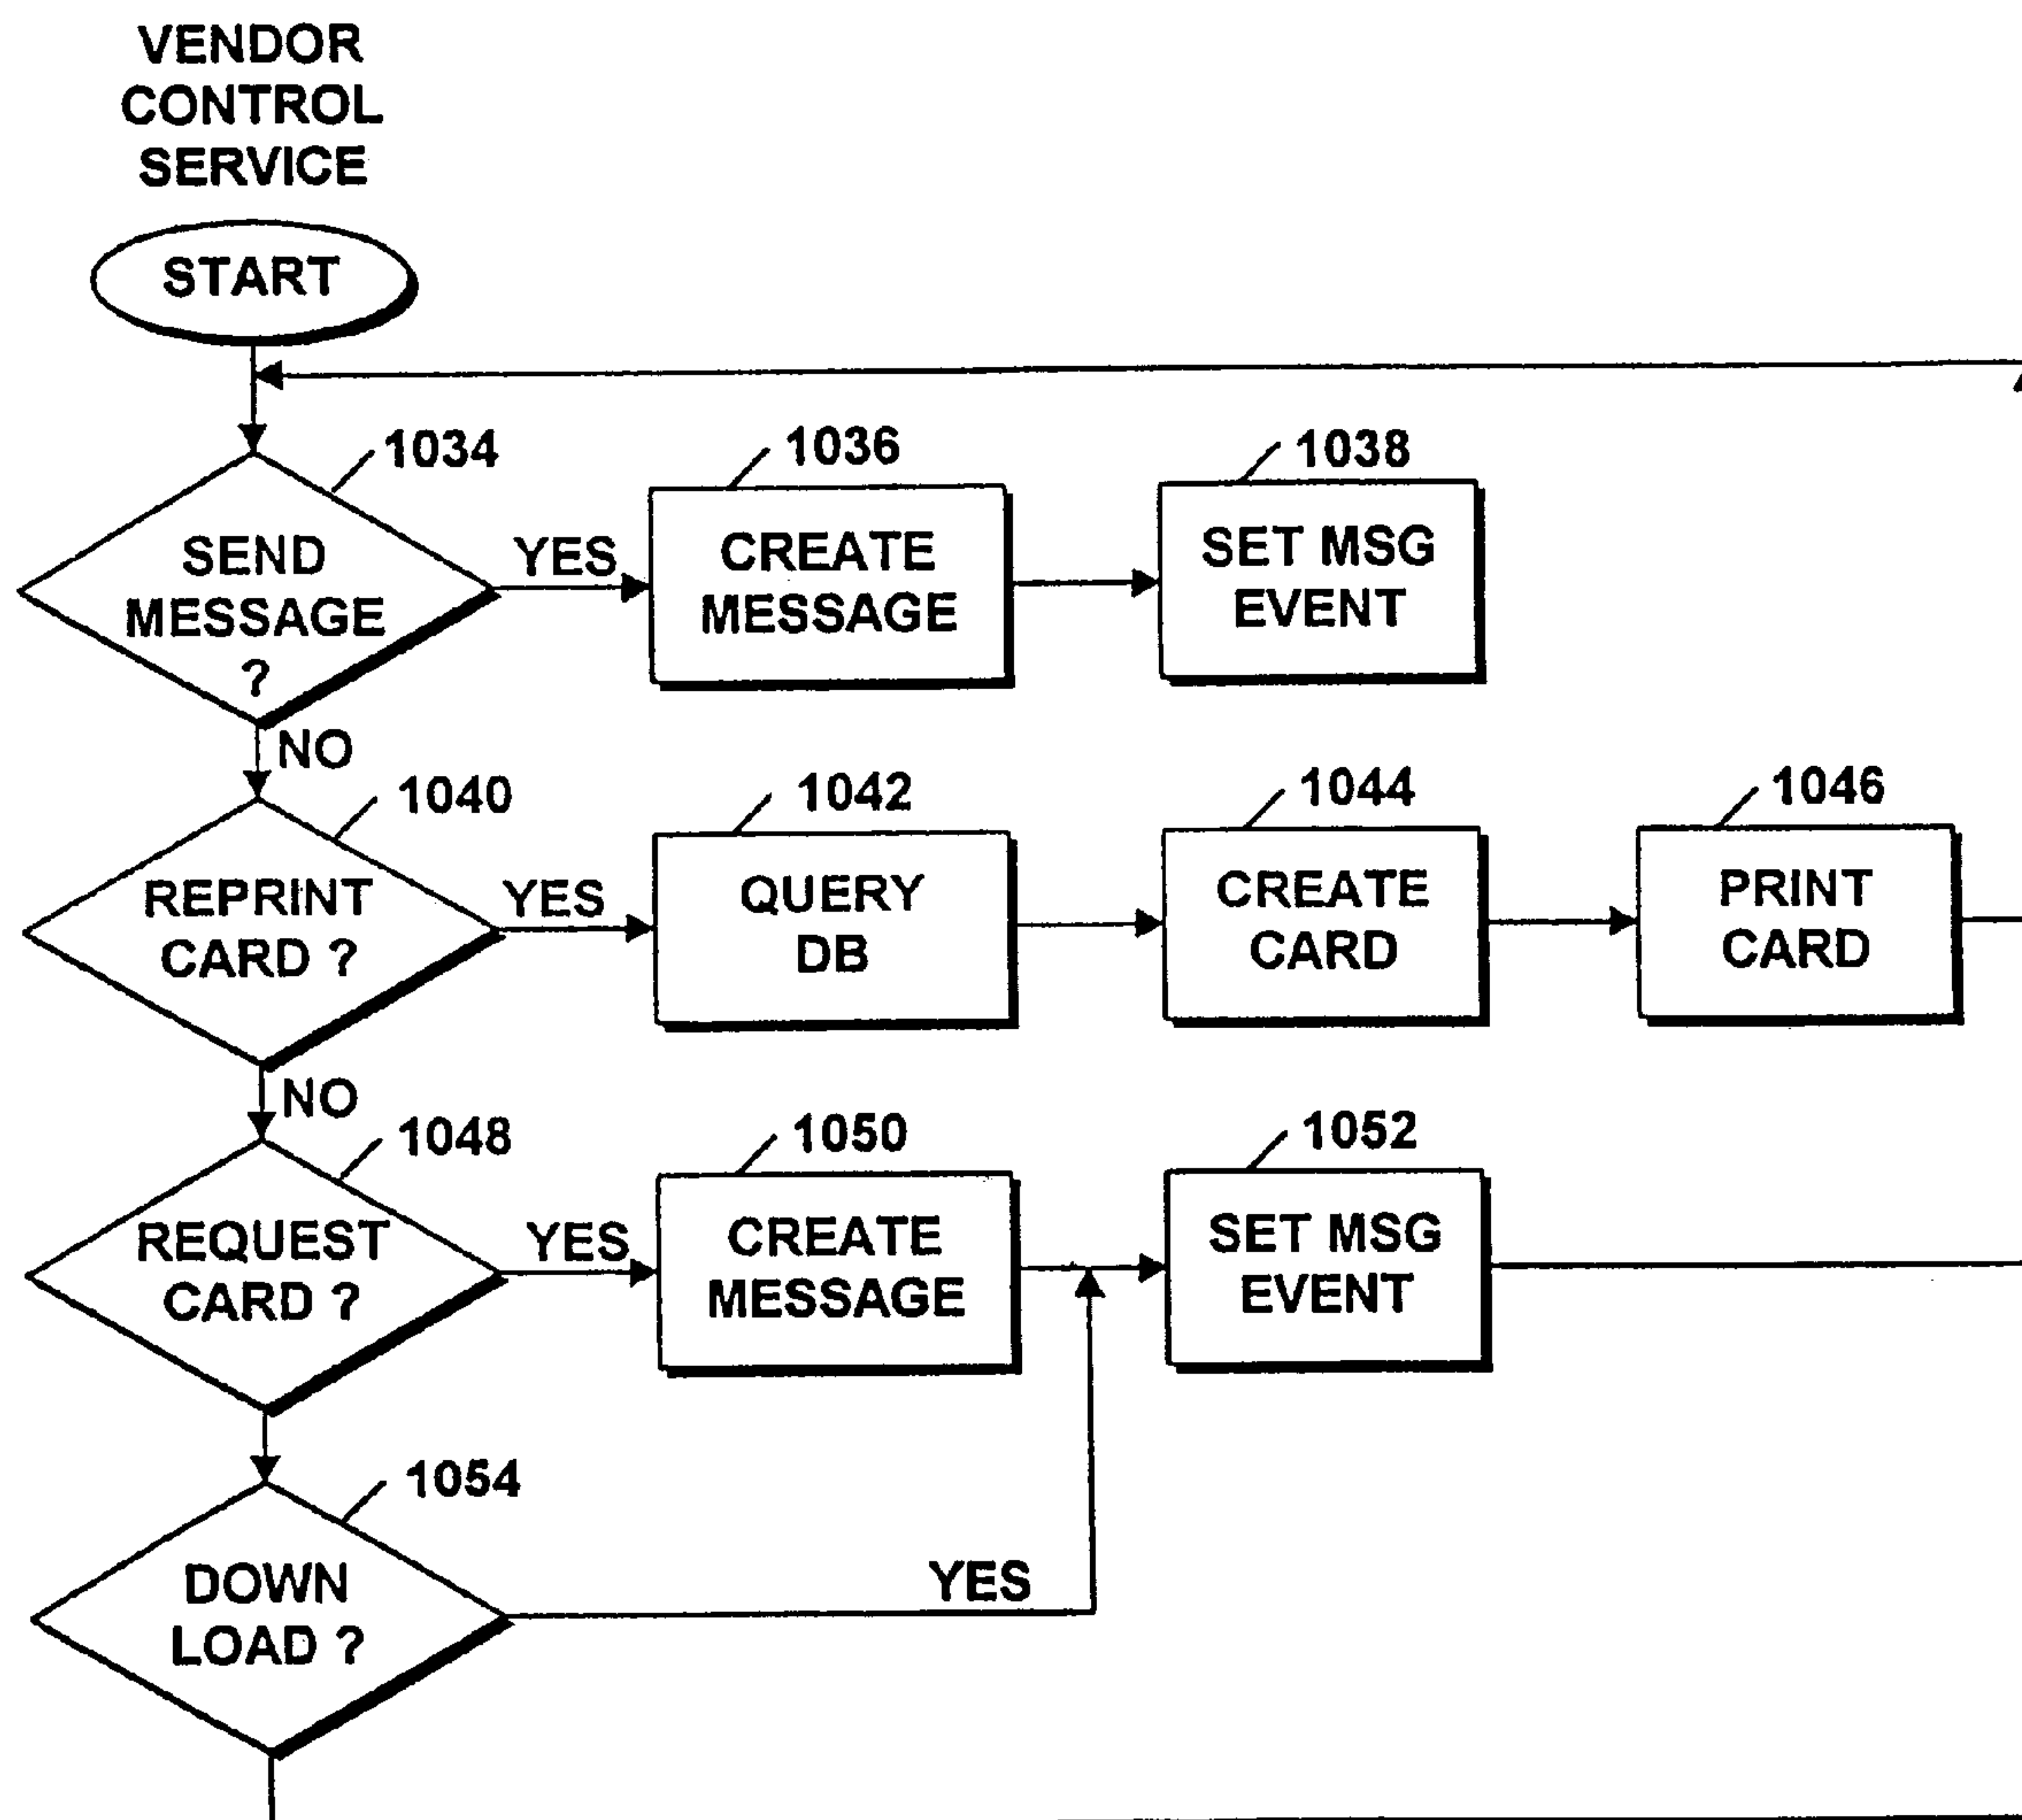 VENDOR
CONTROL
SERVICE
START
1034
SEND
MESSAGE
?
YES
1036
CREATE
MESSAGE
1038
SET MSG
EVENT
NO
1040
REPRINT
CARD ?
YES
1042
QUERY
DB
1044
CREATE
CARD
1046
PRINT
CARD
NO
1048
REQUEST
CARD ?
YES
1050
CREATE
MESSAGE
1052
SET MSG
EVENT
1054
DOWN
LOAD ?
YES